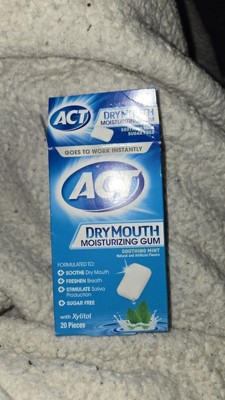 ACT
DRY MOUTH
MOISTURIZING GUM
SOOTHING MINT
SUGAR FREE
GOES TO WORK INSTANTLY
ACT
DRY MOUTH
MOISTURIZING GUM
SOOTHING MINT
Natural and Artificial Flavors
FORMULATED TO:
• SOOTHE Dry Mouth
• FRESHEN Breath
• STIMULATE Saliva
Production
• SUGAR FREE
with Xylitol
20 Pieces